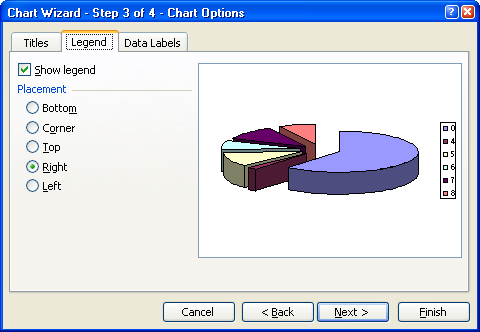 Chart Wizard - Step 3 of 4 - Chart Options
Titles Legend Data Labels
Show legend
Placement
Bottom
Corner
Top
Right
Left
0
4
5
6
7
8
Cancel < Back Next > Finish